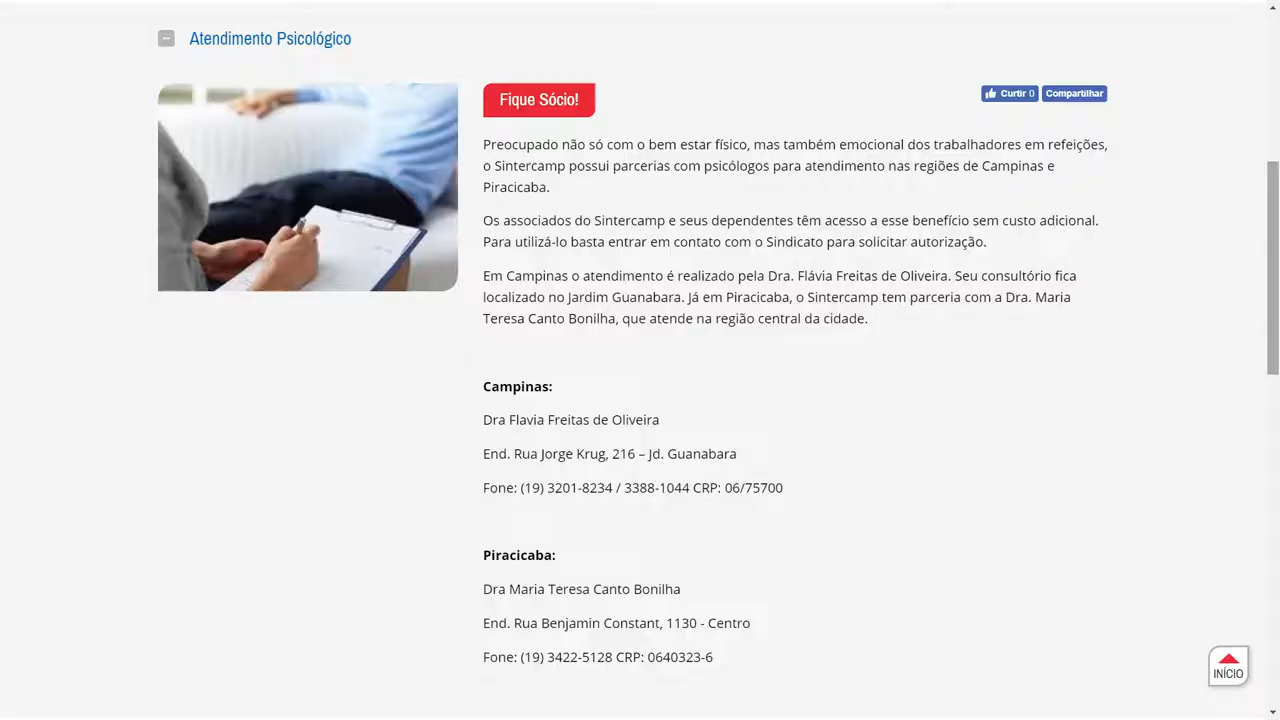 Atendimento Psicológico
Fique Sócio!
Curtir 0
Compartilhar
Preocupado não só com o bem estar físico, mas também emocional dos trabalhadores em refeições,
o Sintercamp possui parcerias com psicólogos para atendimento nas regiões de Campinas e
Piracicaba.
Os associados do Sintercamp e seus dependentes têm acesso a esse benefício sem custo adicional.
Para utilizá-lo basta entrar em contato com o Sindicato para solicitar autorização.
Em Campinas o atendimento é realizado pela Dra. Flávia Freitas de Oliveira. Seu consultório fica
localizado no Jardim Guanabara. Já em Piracicaba, o Sintercamp tem parceria com a Dra. Maria
Teresa Canto Bonilha, que atende na região central da cidade.
Campinas:
Dra Flavia Freitas de Oliveira
End. Rua Jorge Krug, 216 – Jd. Guanabara
Fone: (19) 3201-8234 / 3388-1044 CRP: 06/75700
Piracicaba:
Dra Maria Teresa Canto Bonilha
End. Rua Benjamin Constant, 1130 - Centro
Fone: (19) 3422-5128 CRP: 0640323-6
INÍCIO